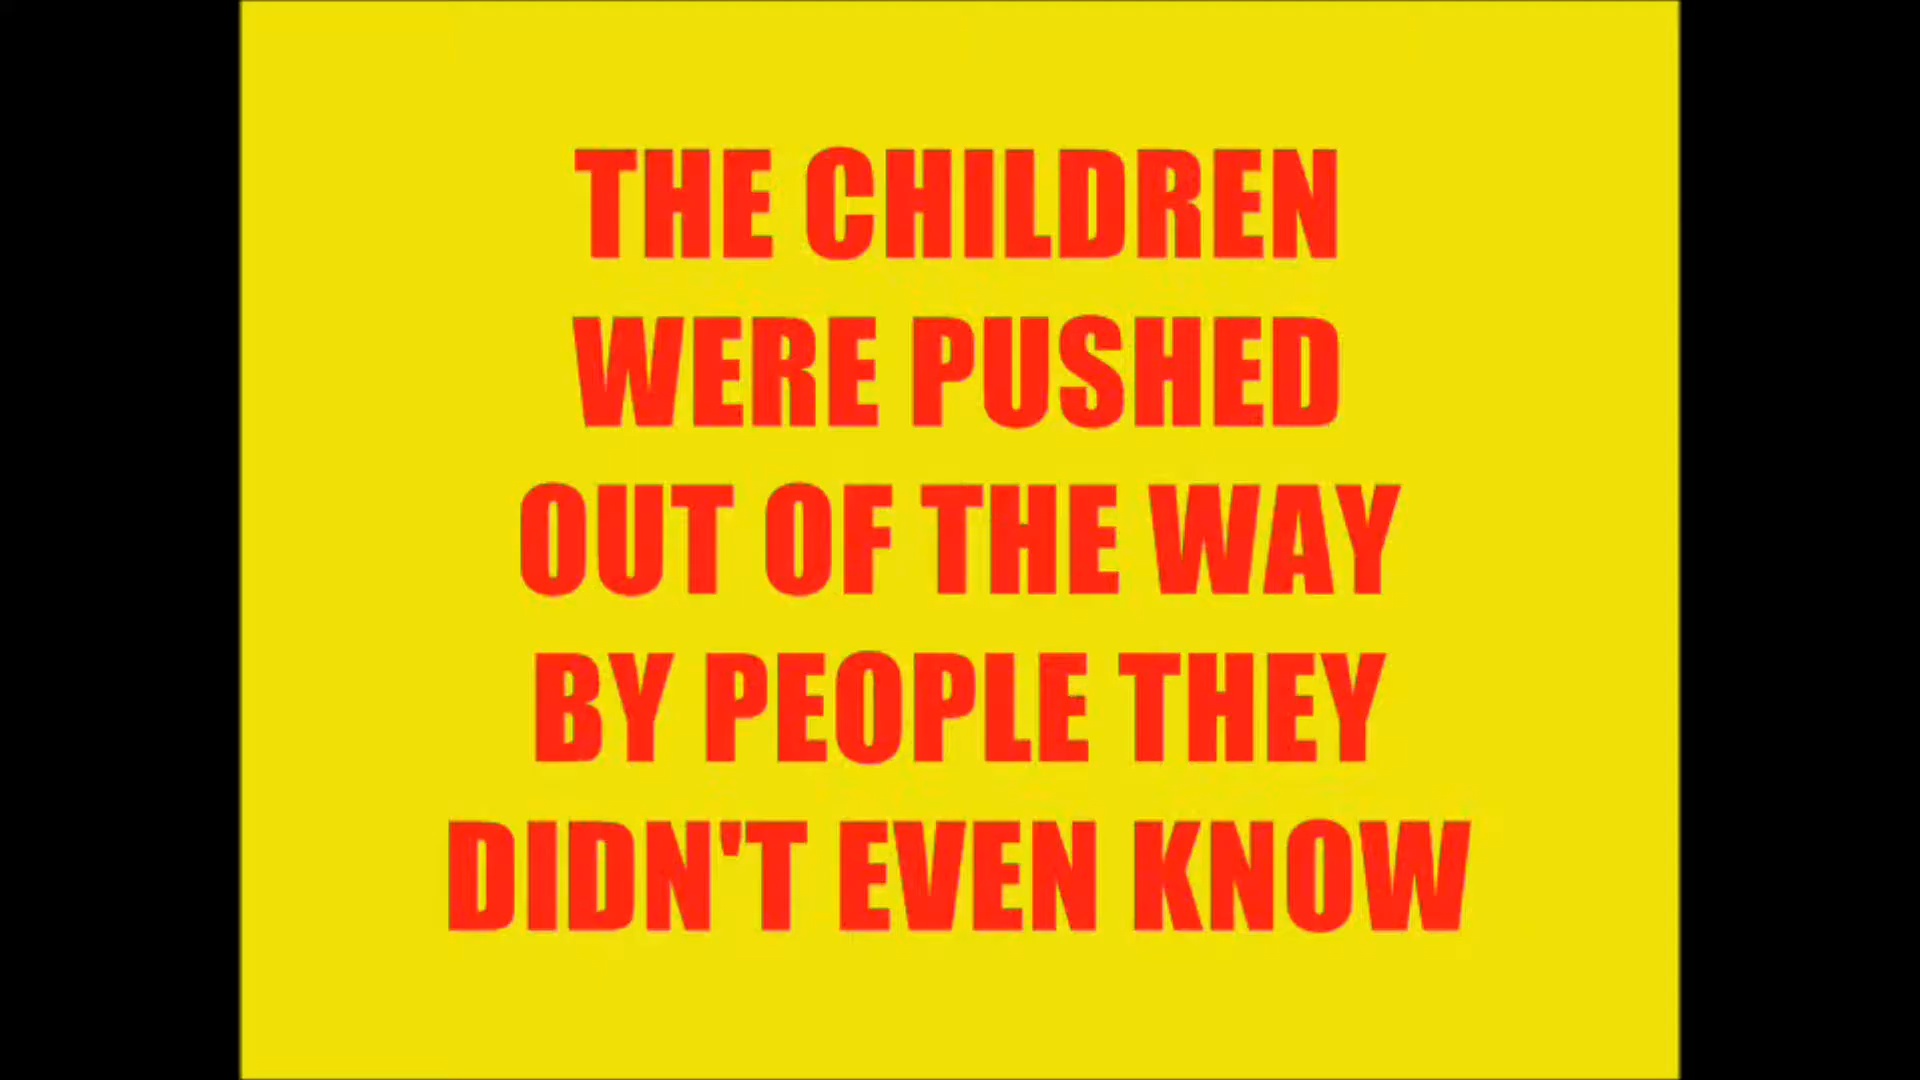 THE CHILDREN
WERE PUSHED
OUT OF THE WAY
BY PEOPLE THEY
DIDN'T EVEN KNOW